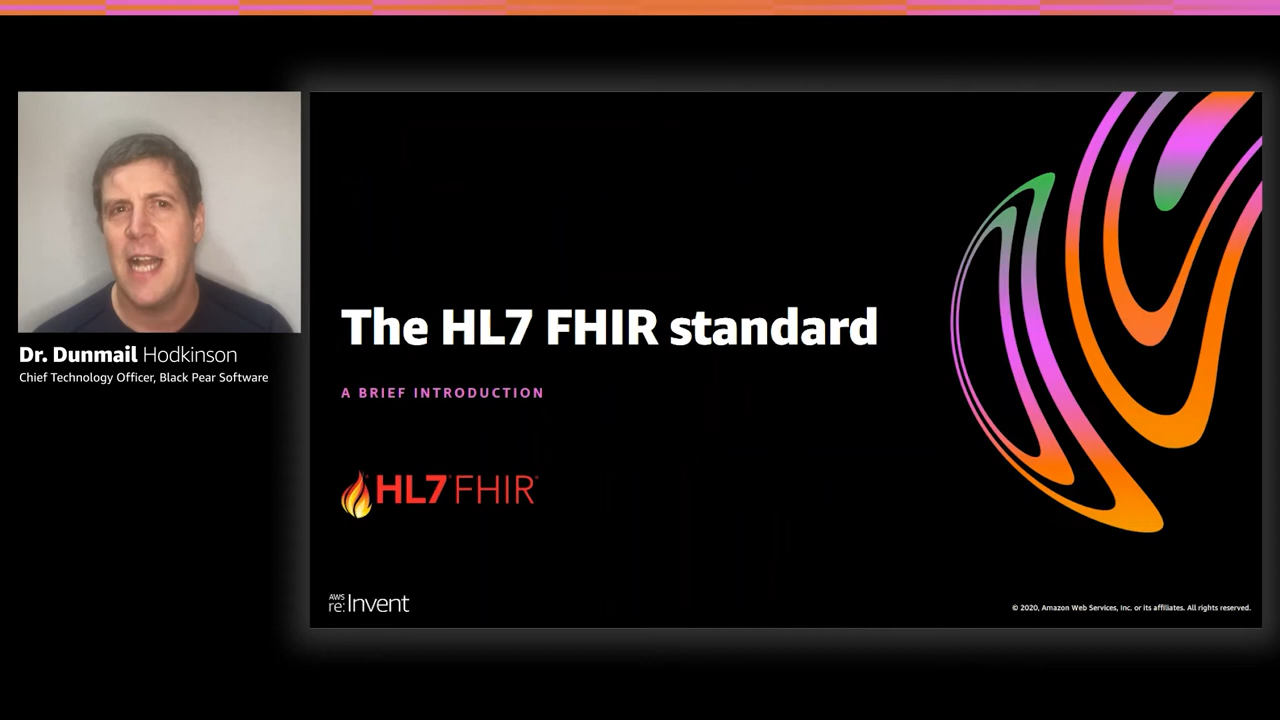 Dr. Dunmail Hodkinson
Chief Technology Officer, Black Pear Software
The HL7 FHIR standard
A BRIEF INTRODUCTION
HL7 FHIR
AWS
re:Invent
© 2020, Amazon Web Services, Inc. or its affiliates. All rights reserved.